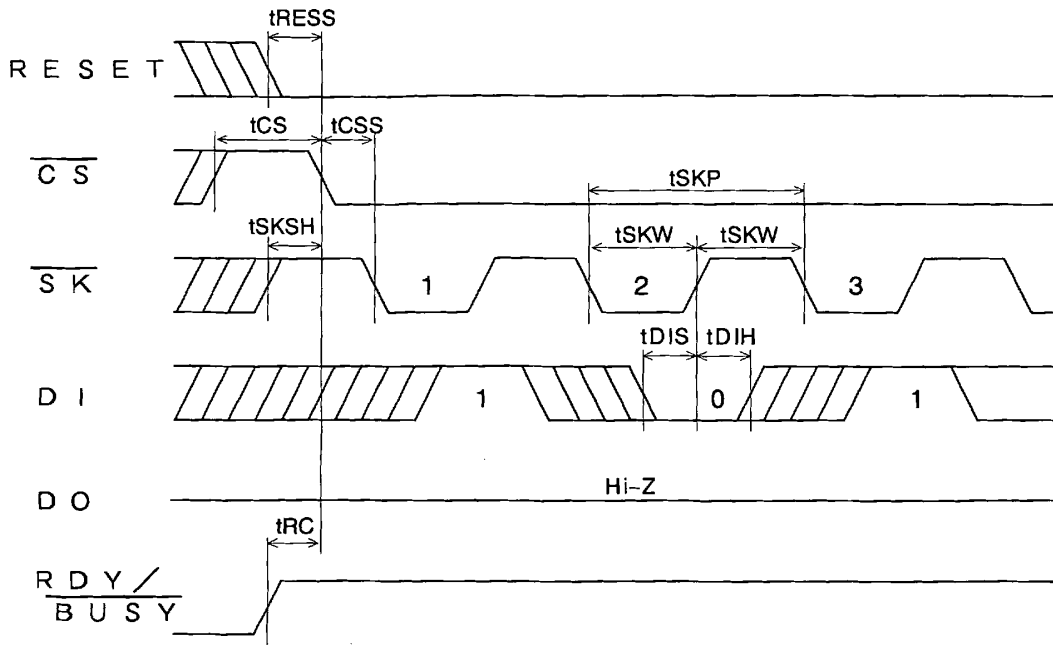 tRESS
RESET
tCS tCSS
CS
tSKP
tSKSH tSKW tSKW
SK 1 2 3
tDIS tDIH
DI 1 0 1
DO Hi-Z
tRC
RDY/
BUSY